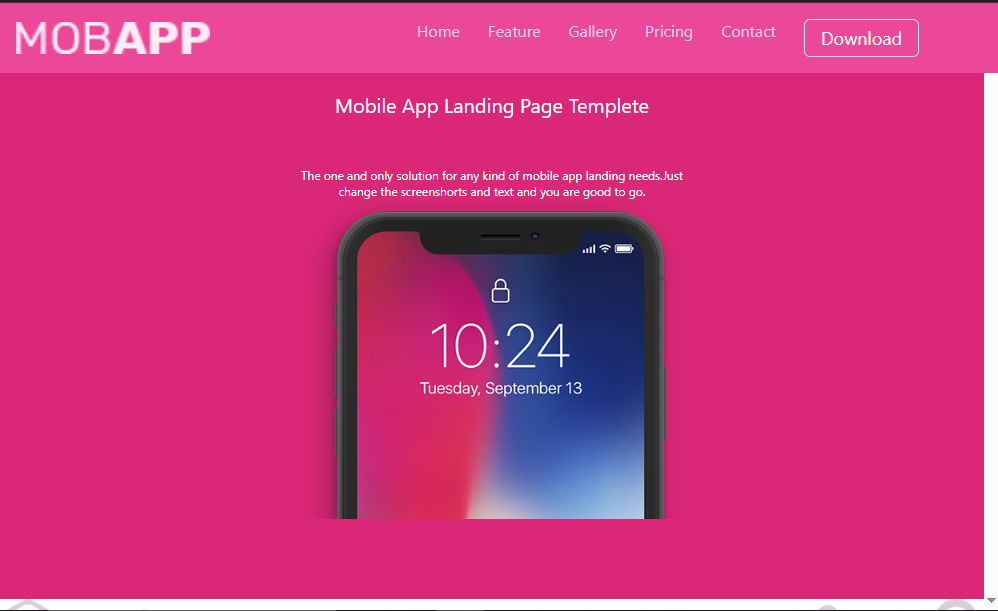 MOBAPP
Home Feature Gallery Pricing Contact Download
Mobile App Landing Page Templete
The one and only solution for any kind of mobile app landing needs.Just
change the screenshorts and text and you are good to go.
10:24
Tuesday, September 13